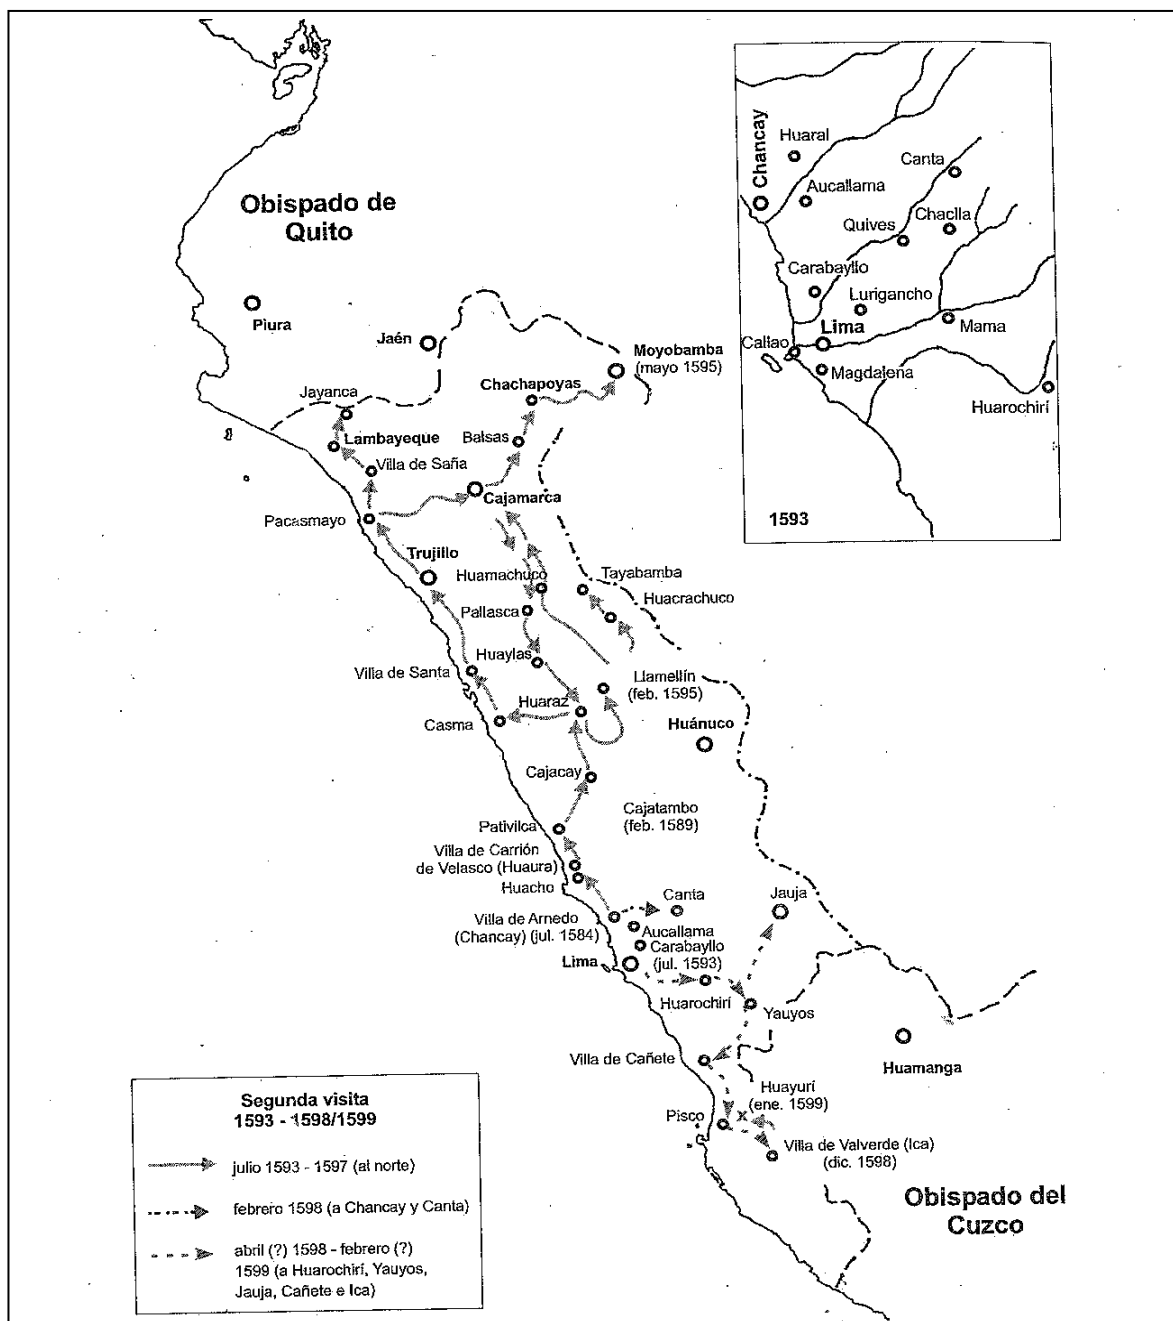 Obispado de
Quito
Piura
Jaén
Moyobamba
(mayo 1595)
Chachapoyas
Jayanca
Lambayeque
Balsas
Villa de Saña
Cajamarca
Pacasmayo
Trujillo
Huamachuco
Tayabamba
Huacrachuco
Pallasca
Huaylas
Villa de Santa
Llamellín
(feb. 1595)
Huaraz
Casma
Huánuco
Cajacay
Cajatambo
(feb. 1589)
Pativilca
Villa de Carrión
de Velasco (Huaura)
Huacho
Canta
Jauja
Villa de Arnedo
(Chancay) (jul. 1584)
Aucallama
Carabayllo
(jul. 1593)
Lima
Huarochirí
Yauyos
Villa de Cañete
Humanga
Huayurí
(ene. 1599)
Pisco
x
Villa de Valverde (Ica)
(dic. 1598)
Obispado del
Cuzco
Chancay
Huaral
Aucallama
Canta
Quives
Chaclla
Carabayllo
Lurigancho
Lima
Mama
Callao
Magdalena
Huarochirí
1593
Segunda visita
1593 - 1598/1599
julio 1593 - 1597 (al norte)
febrero 1598 (a Chancay y Canta)
abril (?) 1598 - febrero (?)
1599 (a Huarochirí, Yauyos,
Jauja, Cañete e Ica)